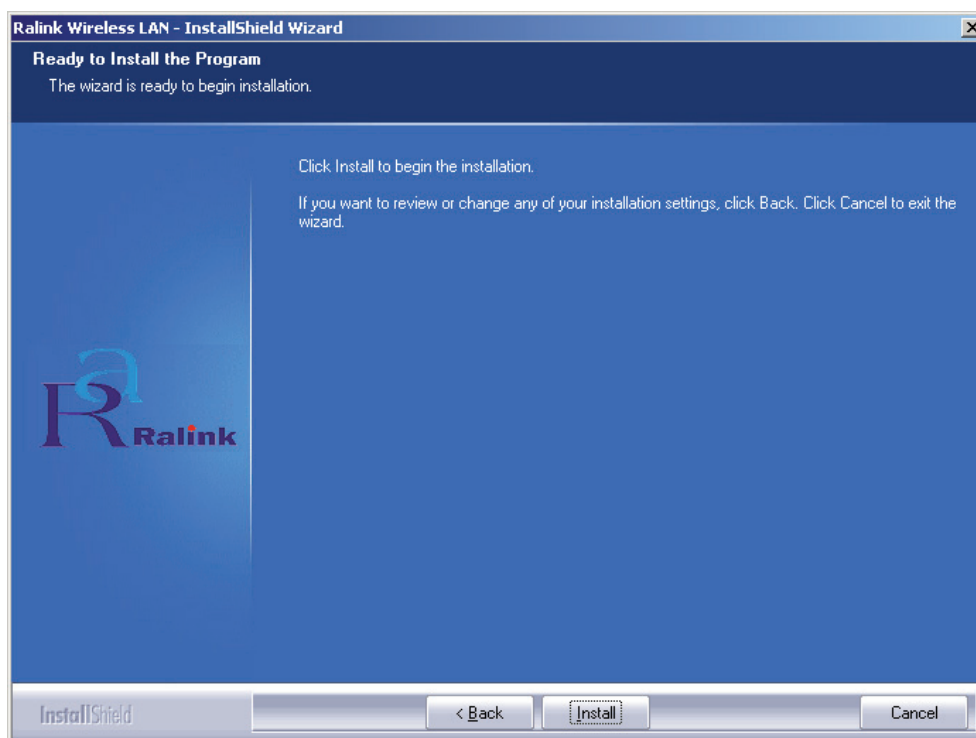 Ralink Wireless LAN - InstallShield Wizard
Ready to Install the Program
The wizard is ready to begin installation.
Click Install to begin the installation.
If you want to review or change any of your installation settings, click Back. Click Cancel to exit the
wizard.
Ra
Ralink
InstallShield
< Back
Install
Cancel